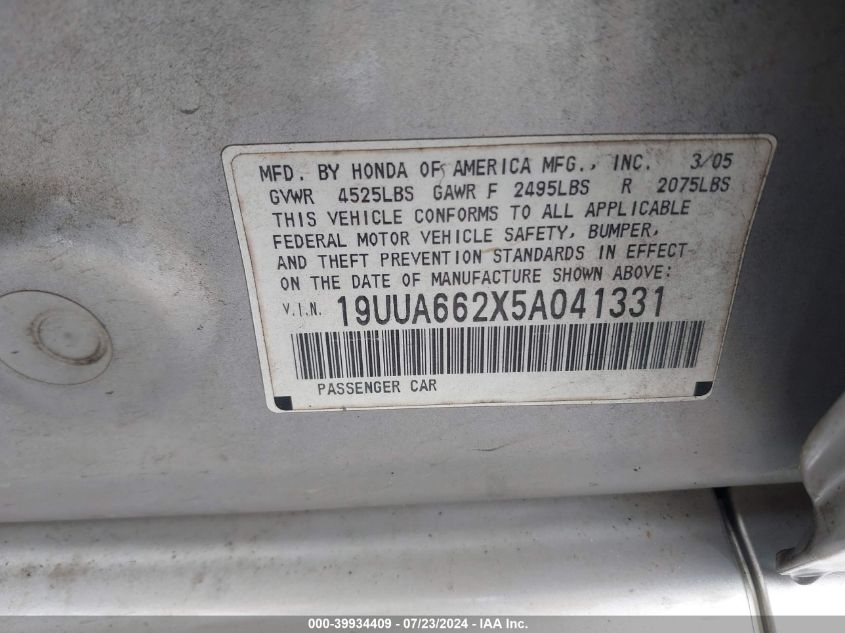 MFD. BY HONDA OF AMERICA MFG., INC. 3/05
GVWR 4525LBS GAWR F 2495LBS R 2075LBS
THIS VEHICLE CONFORMS TO ALL APPLICABLE
FEDERAL MOTOR VEHICLE SAFETY, BUMPER,
AND THEFT PREVENTION STANDARDS IN EFFECT
ON THE DATE OF MANUFACTURE SHOWN ABOVE:
V.I.N. 19UUA662X5A041331
PASSENGER CAR
000-39934409 - 07/23/2024 - IAA Inc.